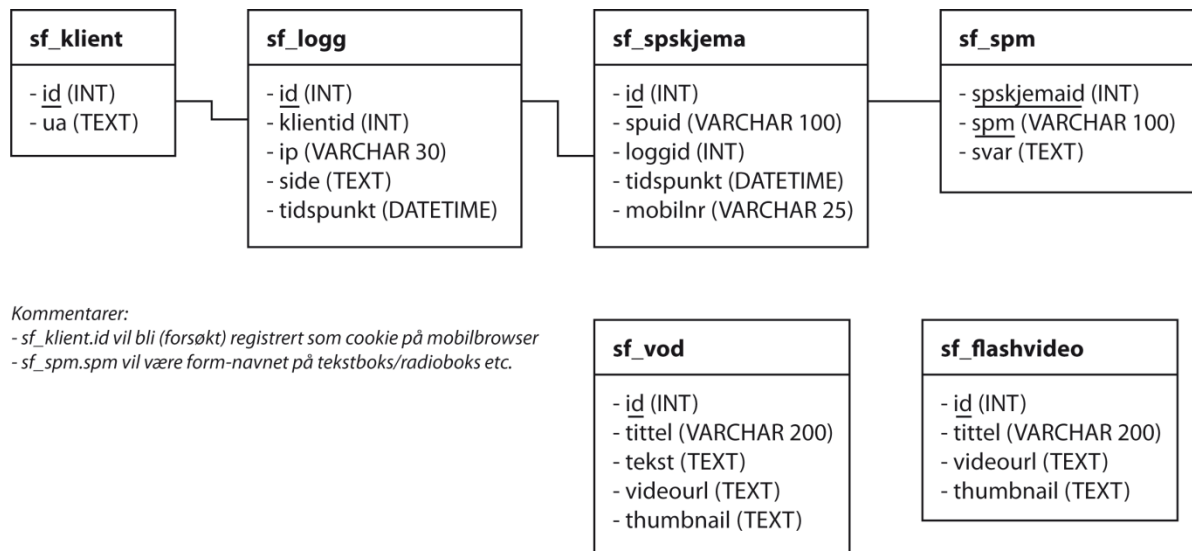 sf_klient
- id (INT)
- ua (TEXT)
sf_logg
- id (INT)
- klientid (INT)
- ip (VARCHAR 30)
- side (TEXT)
- tidspunkt (DATETIME)
sf_spskjema
- id (INT)
- spuid (VARCHAR 100)
- loggid (INT)
- tidspunkt (DATETIME)
- mobilnr (VARCHAR 25)
sf_spm
- spskjemaid (INT)
- spm (VARCHAR 100)
- svar (TEXT)
Kommentarer:
- sf_klient.id vil bli (forsøkt) registrert som cookie på mobilbrowser
- sf_spm.spm vil være form-navnet på tekstboks/radioboks etc.
sf_vod
- id (INT)
- tittel (VARCHAR 200)
- tekst (TEXT)
- videourl (TEXT)
- thumbnail (TEXT)
sf_flashvideo
- id (INT)
- tittel (VARCHAR 200)
- videourl (TEXT)
- thumbnail (TEXT)